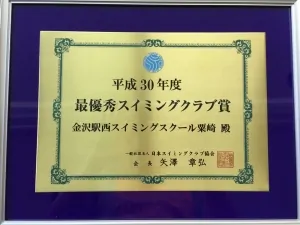 平成30年度
最優秀スイミングクラブ賞
金沢駅西スイミングスクール粟崎 殿
一般社団法人 日本スイミングクラブ協会
会長 矢澤 章弘